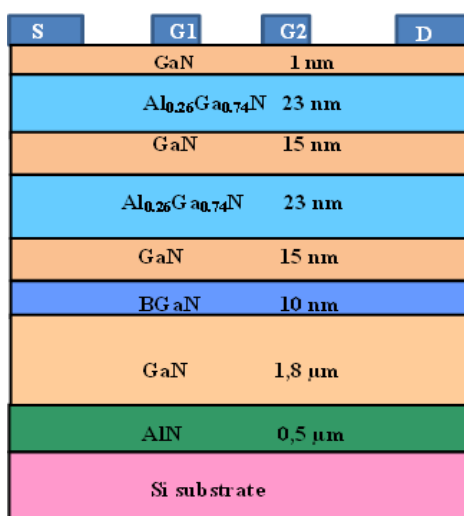 S G1 G2 D
GaN 1 nm
Al0.26Ga0.74N 23 nm
GaN 15 nm
Al0.26Ga0.74N 23 nm
GaN 15 nm
BGaN 10 nm
GaN 1,8 µm
AlN 0,5 µm
Si substrate